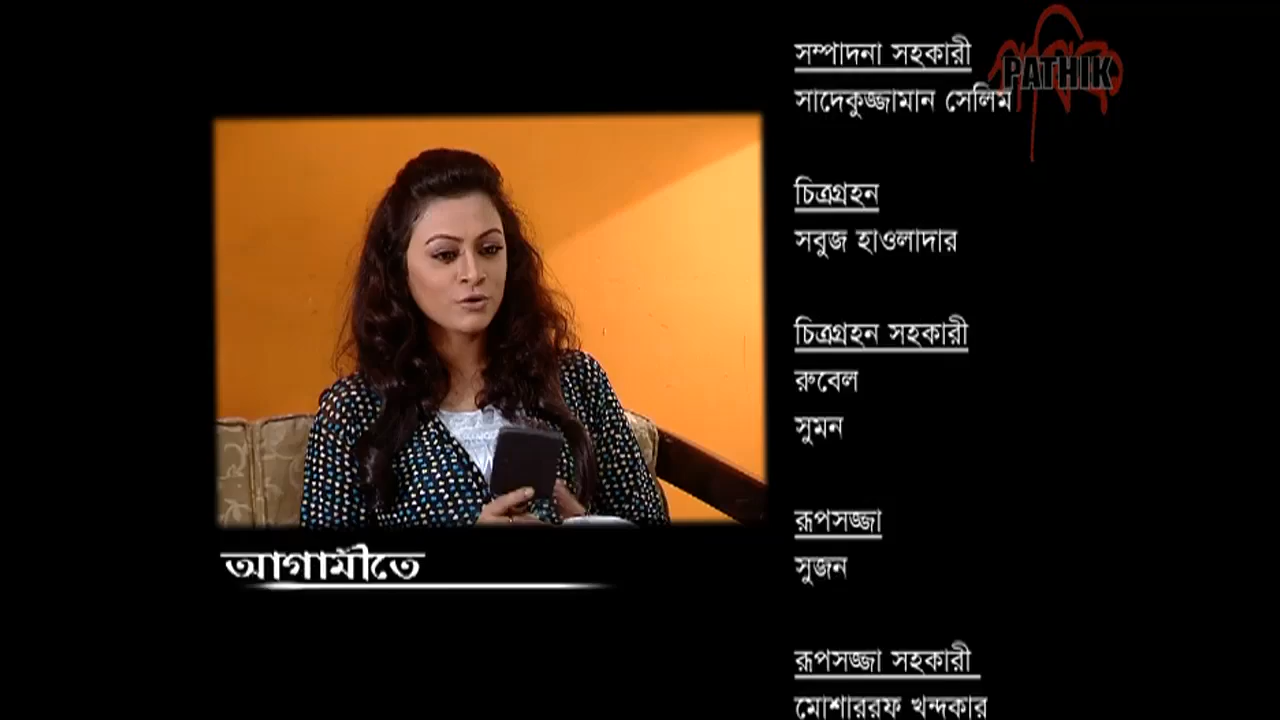 সম্পাদনা সহকারী
সাদেকুজ্জামান সেলিম
পথিক
PATHIK
চিত্রগ্রহন
সবুজ হাওলাদার
চিত্রগ্রহন সহকারী
রুবেল
সুমন
রূপসজ্জা
সুজন
রূপসজ্জা সহকারী
মোশাররফ খন্দকার
আগামীতে